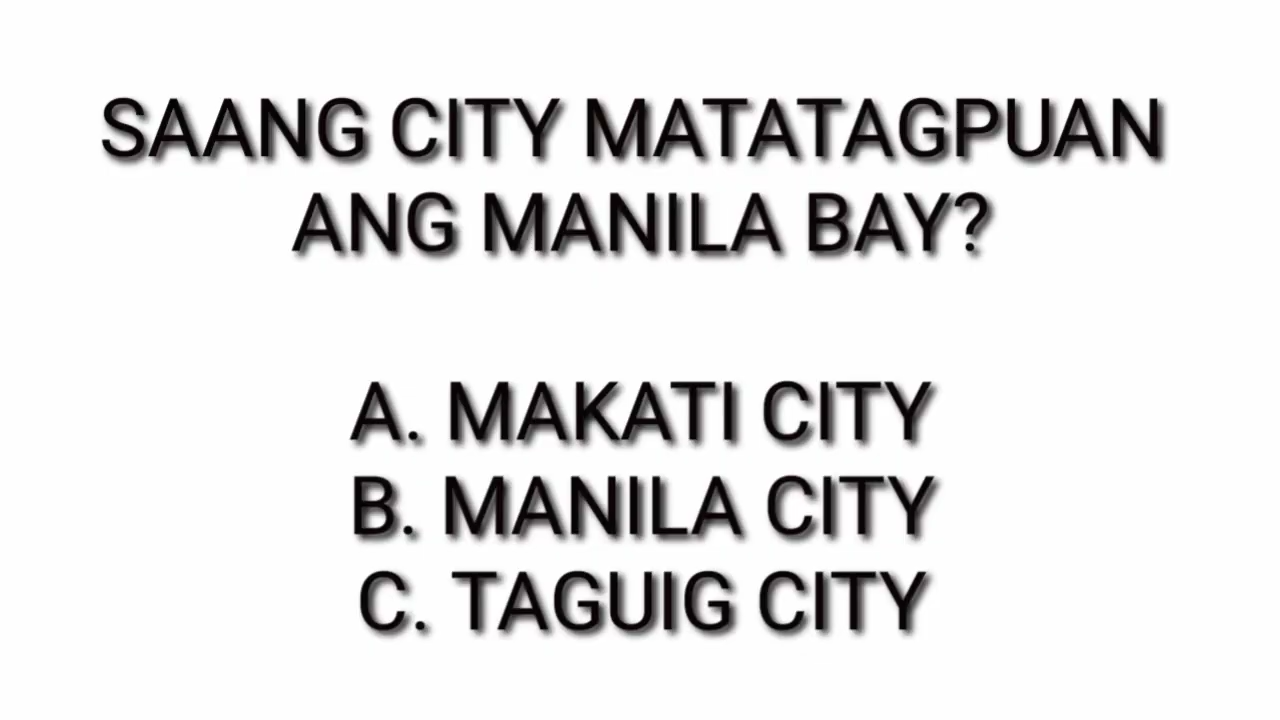 SAANG CITY MATATAGPUAN
ANG MANILA BAY?
A. MAKATI CITY
B. MANILA CITY
C. TAGUIG CITY